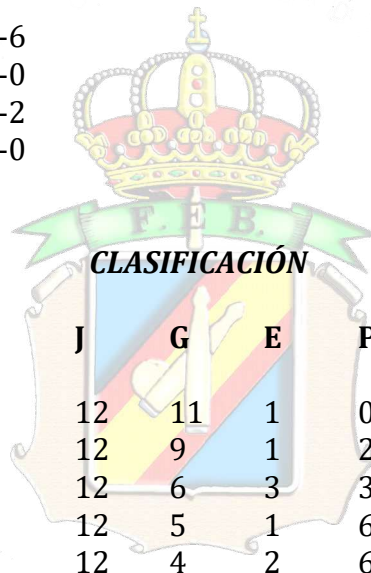 -6
-0
-2
-0
F. E. B.
CLASIFICACIÓN
J G E P
12 11 1 0
12 9 1 2
12 6 3 3
12 5 1 6
12 4 2 6